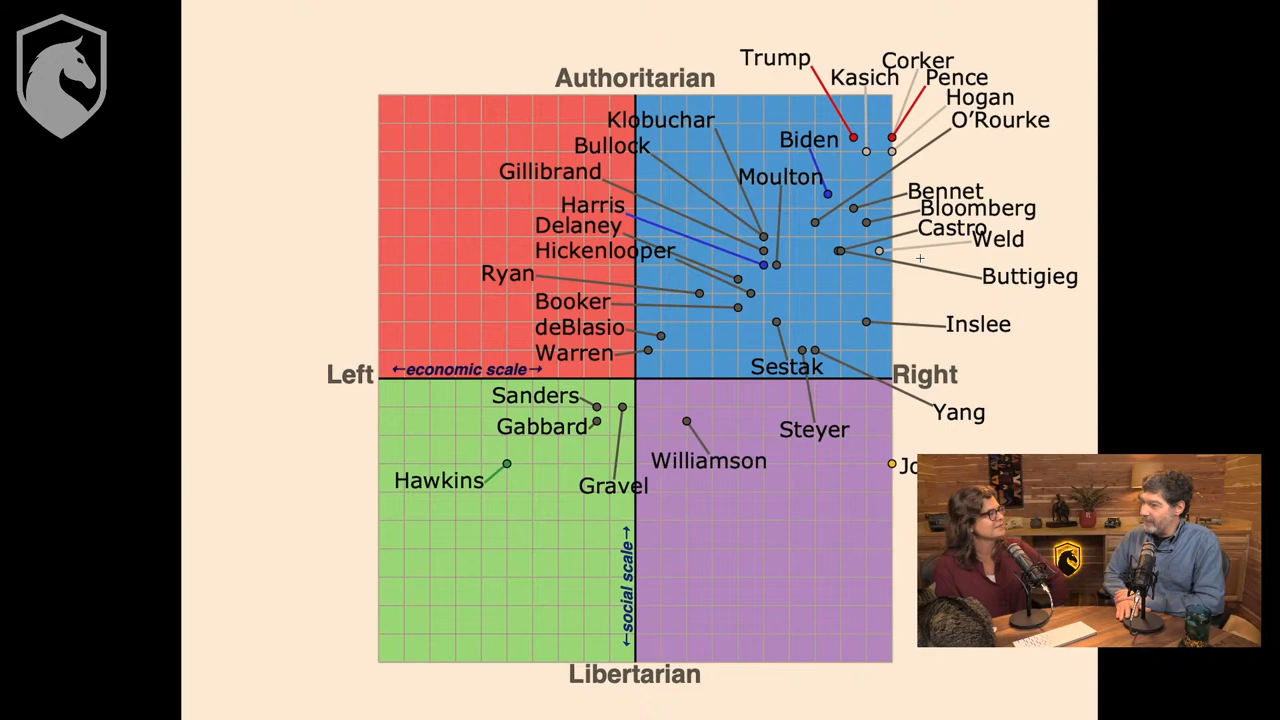 Trump
Corker
Kasich
Pence
Authoritarian
Hogan
Klobuchar
O'Rourke
Bullock
Biden
Gillibrand
Moulton
Bennet
Harris
Bloomberg
Delaney
Castro
Weld
Hickenlooper
Ryan
Buttigieg
Booker
deBlasio
Inslee
Warren
←economic scale→
Sestak
Left
Right
Sanders
Yang
Gabbard
Steyer
Williamson
Hawkins
Gravel
←social scale→
Libertarian